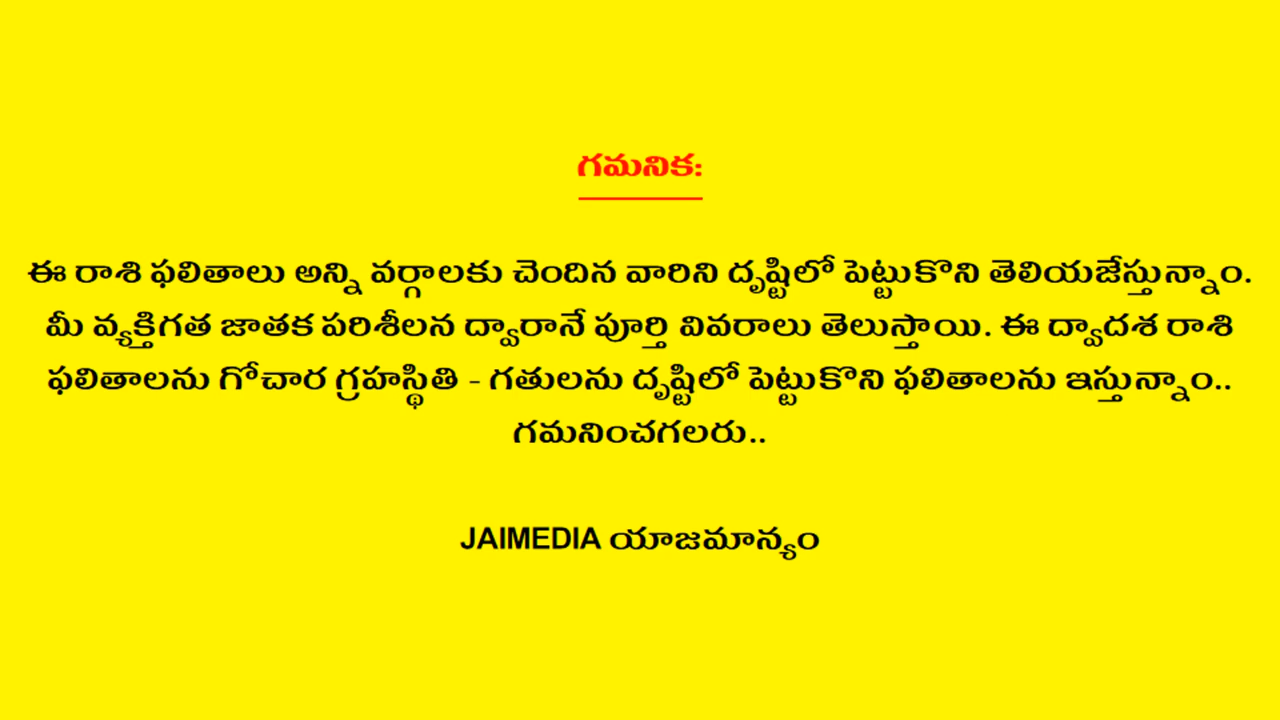 గమనిక:
ఈ రాశి ఫలితాలు అన్ని వర్గాలకు చెందిన వారిని దృష్టిలో పెట్టుకొని తెలియజేస్తున్నాం.
మీ వ్యక్తిగత జాతక పరిశీలన ద్వారానే పూర్తి వివరాలు తెలుస్తాయి. ఈ ద్వాదశ రాశి
ఫలితాలను గోచార గ్రహస్థితి - గతులను దృష్టిలో పెట్టుకొని ఫలితాలను ఇస్తున్నాం..
గమనించగలరు..
JAIMEDIA యాజమాన్యం